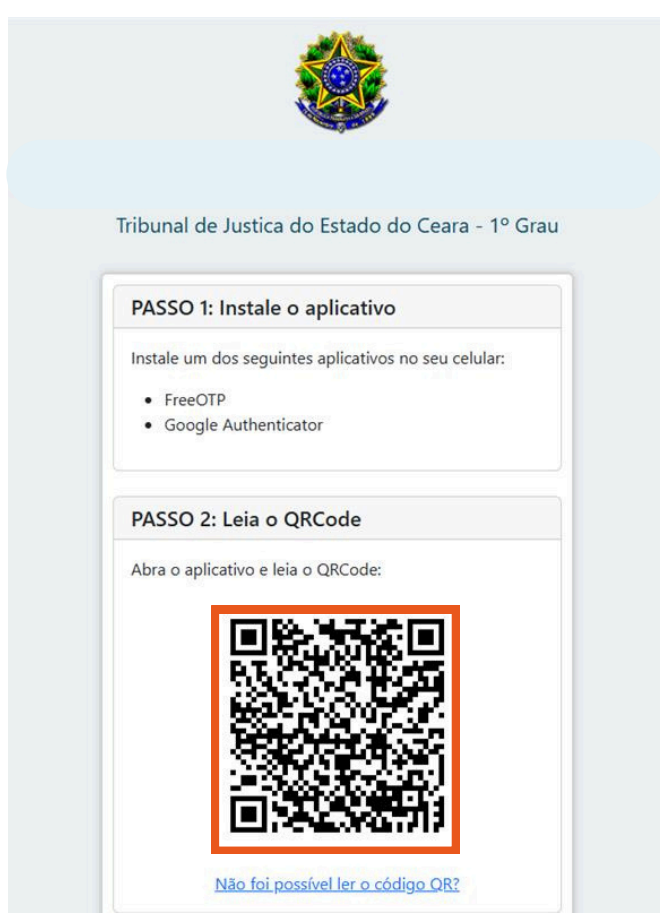 Tribunal de Justica do Estado do Ceara - 1º Grau
PASSO 1: Instale o aplicativo
Instale um dos seguintes aplicativos no seu celular:
• FreeOTP
• Google Authenticator
PASSO 2: Leia o QRCode
Abra o aplicativo e leia o QRCode:
Não foi possível ler o código QR?